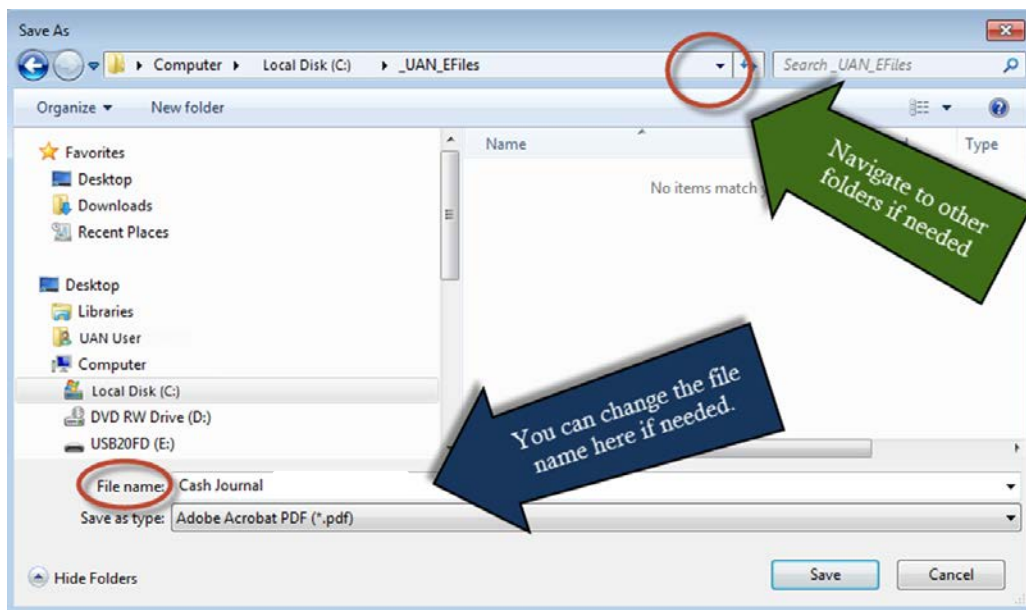 Save As
Computer Local Disk (C:) _UAN_EFiles
Search _UAN_EFiles
Organize New folder
Favorites
Desktop
Downloads
Recent Places
Desktop
Libraries
UAN User
Computer
Local Disk (C:)
DVD RW Drive (D:)
USB20FD (E:)
Name Type
No items match
Navigate to other
folders if needed
You can change the file
name here if needed.
File name: Cash Journal
Save as type: Adobe Acrobat PDF (*.pdf)
Hide Folders
Save Cancel